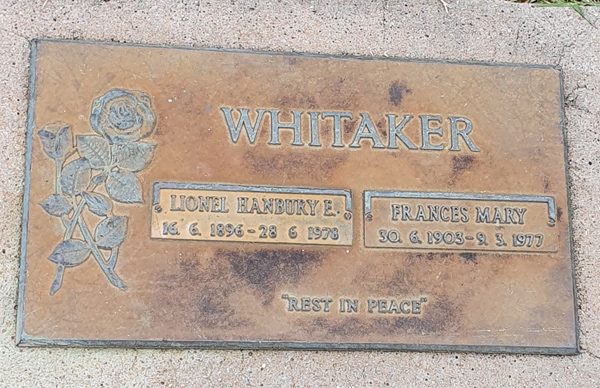 WHITAKER
LIONEL HANBURY E.
16. 6. 1896 - 28 6 1978
FRANCES MARY
30. 6. 1903 - 9. 3. 1977
"REST IN PEACE"